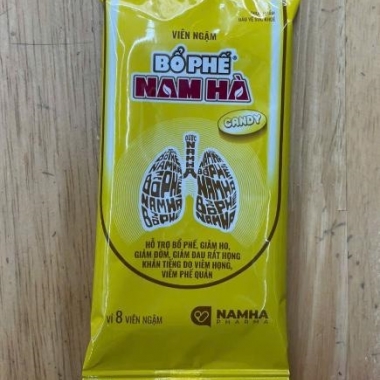 VIÊN NGẬM
BỔ PHẾ
NAM HÀ
CANDY
DƯỢC
NAM HÀ
BỔ PHẾ
NAM HÀ
BỔ PHẾ
HỖ TRỢ BỔ PHẾ, GIẢM HO,
GIẢM ĐỜM, GIẢM ĐAU RÁT HỌNG
KHẢN TIẾNG DO VIÊM HỌNG,
VIÊM PHẾ QUẢN
VỈ 8 VIÊN NGẬM
NAMHA
PHARMA